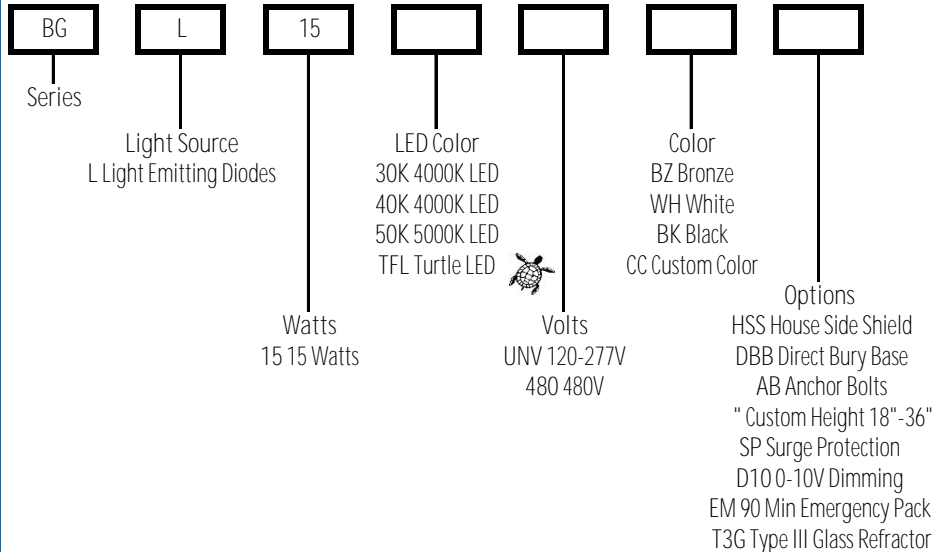 BG L 15
Series
Light Source
L Light Emitting Diodes
Watts
15 15 Watts
LED Color
30K 4000K LED
40K 4000K LED
50K 5000K LED
TFL Turtle LED
Volts
UNV 120-277V
480 480V
Color
BZ Bronze
WH White
BK Black
CC Custom Color
Options
HSS House Side Shield
DBB Direct Bury Base
AB Anchor Bolts
" Custom Height 18"-36"
SP Surge Protection
D10 0-10V Dimming
EM 90 Min Emergency Pack
T3G Type III Glass Refractor